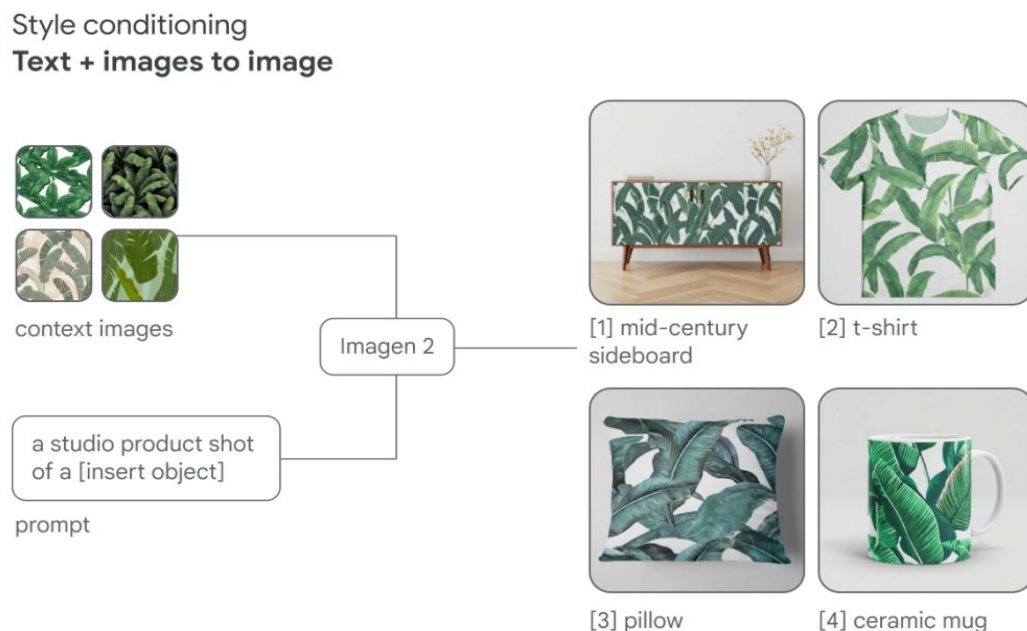 Style conditioning
Text + images to image
context images
Imagen 2
a studio product shot
of a [insert object]
prompt
[1] mid-century
sideboard
[2] t-shirt
[3] pillow
[4] ceramic mug